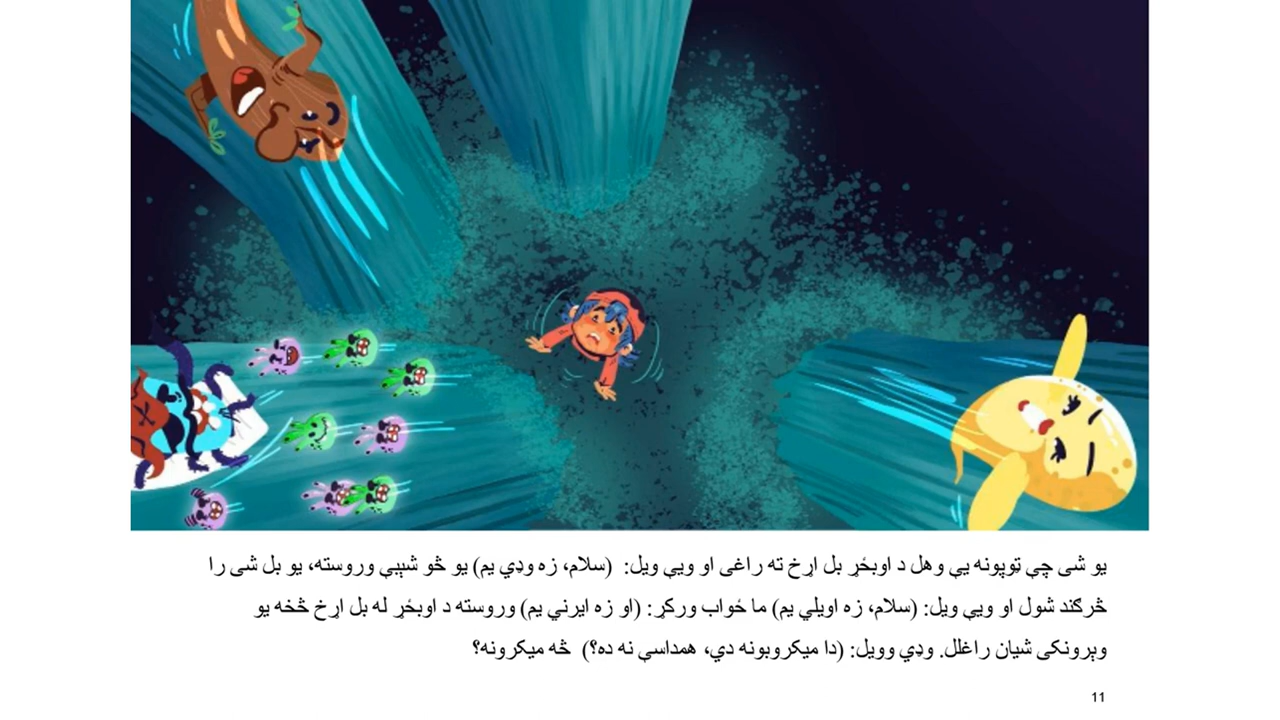 یو شی چې ټوپونه یې وهل د اوبځړ بل اړخ ته راغی او ویې ویل: (سلام، زه وډي یم) یو څو شېبې وروسته، یو بل شی را
څرګند شول او ویې ویل: (سلام، زه اویلي یم) ما ځواب ورکړ: (او زه ایرني یم) وروسته د اوبځړ له بل اړخ څخه یو
وېرونکی شیان راغلل. وډي وویل: (دا میکروبونه دي، همداسې نه ده؟) څه میکرونه؟
11